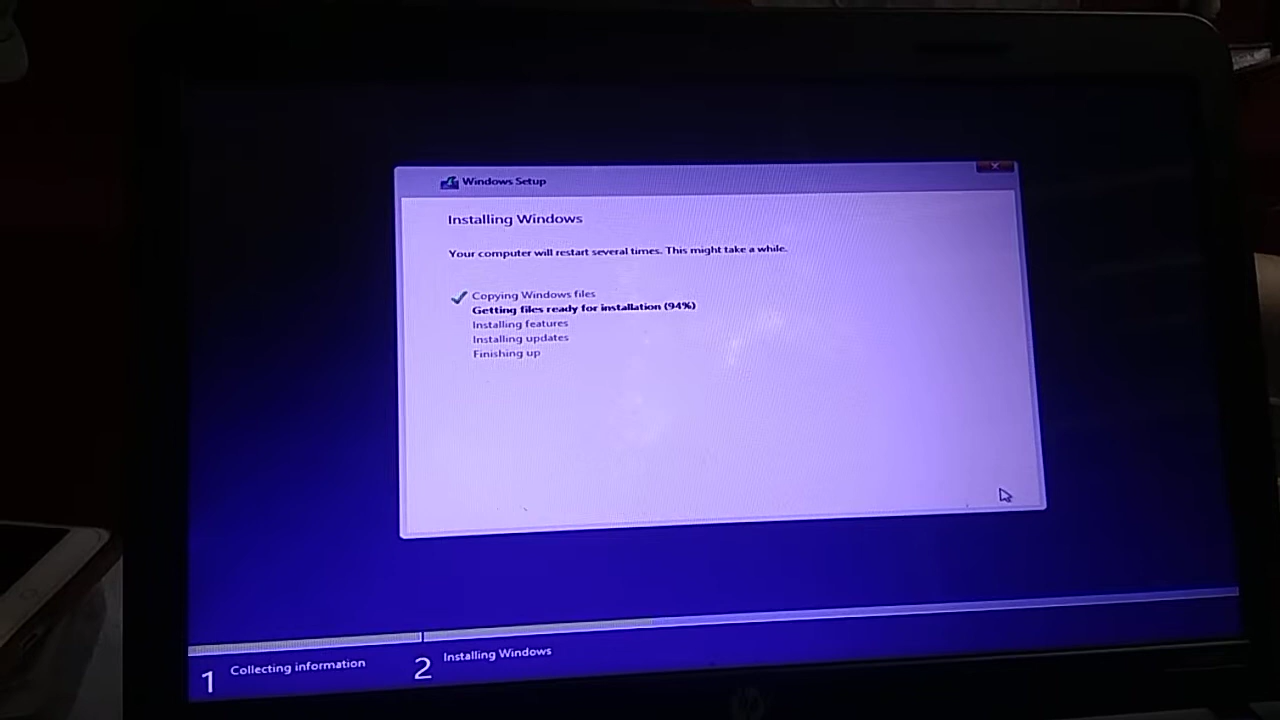 Windows Setup
Installing Windows
Your computer will restart several times. This might take a while.
Copying Windows files
Getting files ready for installation (94%)
Installing features
Installing updates
Finishing up
1 Collecting information
2 Installing Windows
hp